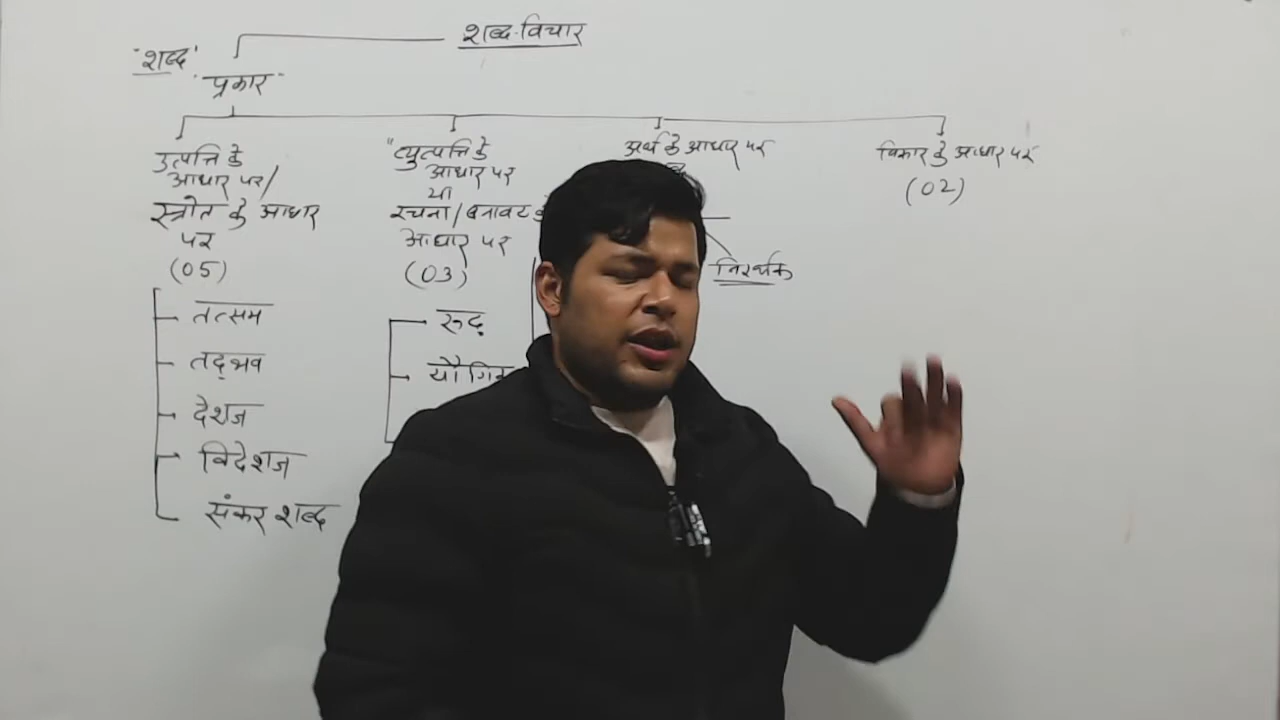 शब्द-विचार
"शब्द"
"प्रकार"
उत्पत्ति के
आधार पर/
स्त्रोत के आधार
पर
(05)
तत्सम
तद्भव
देशज
विदेशज
संकर शब्द
"व्युत्पत्ति के
आधार पर
या
रचना/बनावट के
आधार पर
(03)
रुढ़
यौगिक
अर्थ के आधार पर
निरर्थक
विकार के आधार पर
(02)